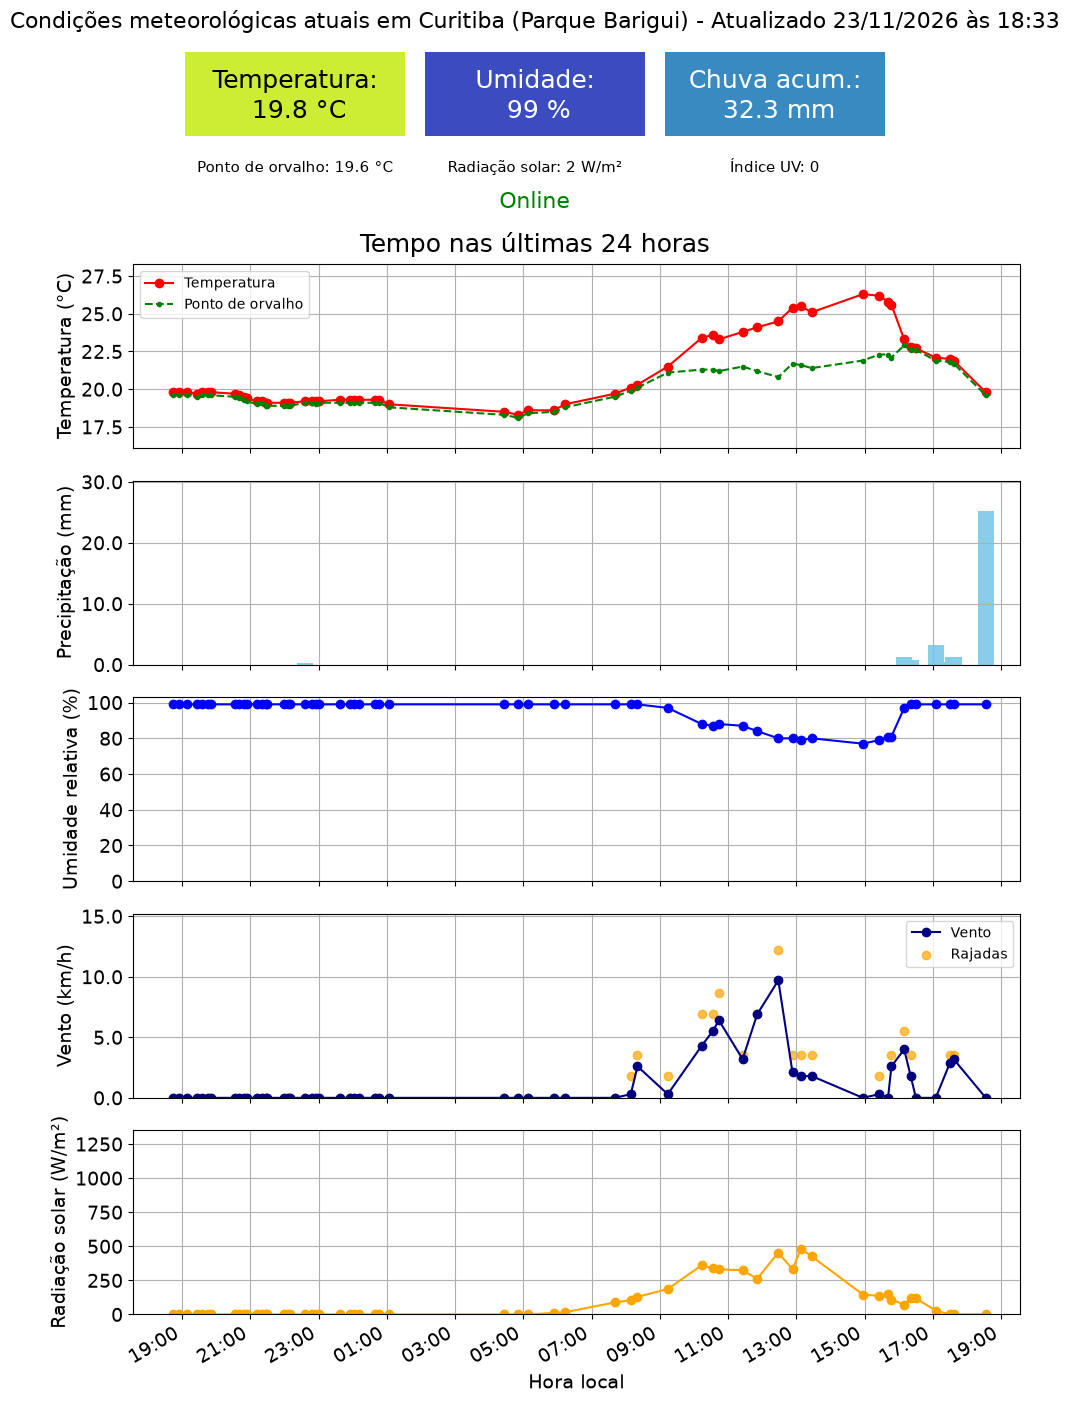 Condições meteorológicas atuais em Curitiba (Parque Barigui) - Atualizado 23/11/2026 às 18:33
Temperatura:
19.8 °C
Umidade:
99 %
Chuva acum.:
32.3 mm
Ponto de orvalho: 19.6 °C
Radiação solar: 2 W/m²
Índice UV: 0
Online
Tempo nas últimas 24 horas
Temperatura (°C)
27.5
25.0
22.5
20.0
17.5
Temperatura
Ponto de orvalho
Precipitação (mm)
30.0
20.0
10.0
0.0
Umidade relativa (%)
100
80
60
40
20
0
Vento (km/h)
15.0
10.0
5.0
0.0
Vento
Rajadas
Radiação solar (W/m²)
1250
1000
750
500
250
0
19:00
21:00
23:00
01:00
03:00
05:00
07:00
09:00
11:00
13:00
15:00
17:00
19:00
Hora local